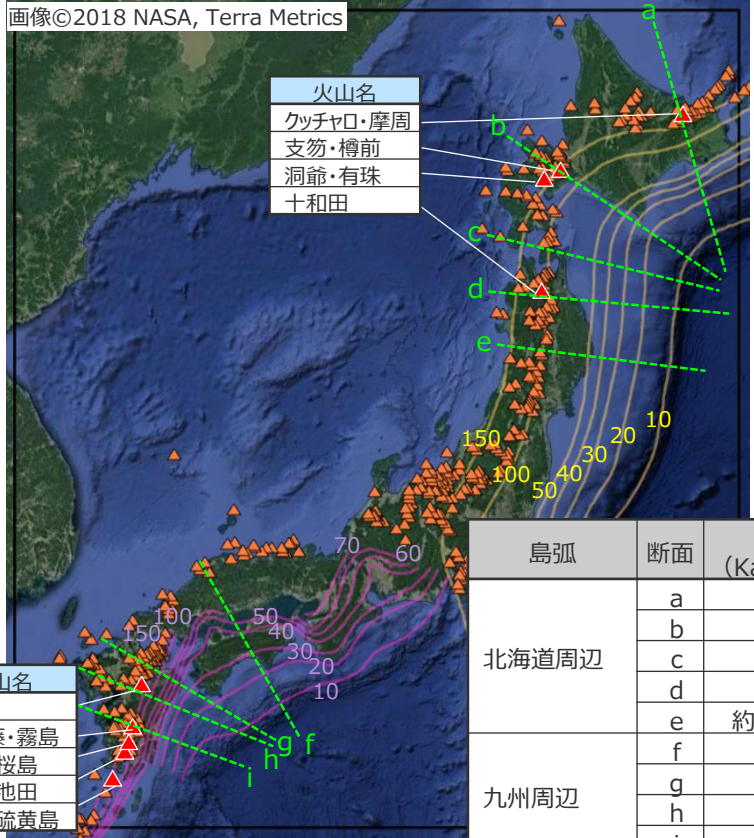 画像©2018 NASA, Terra Metrics
a
火山名
クッチャロ・摩周
支笏・樽前
洞爺・有珠
十和田
b
c
d
e
150
100
50
40
30
20
10
70
60
50
40
30
20
10
100
150
g
f
h
i
山名
・霧島
桜島
池田
硫黄島
島弧
断面
(Ka
北海道周辺
a
b
c
d
e
約
九州周辺
f
g
h